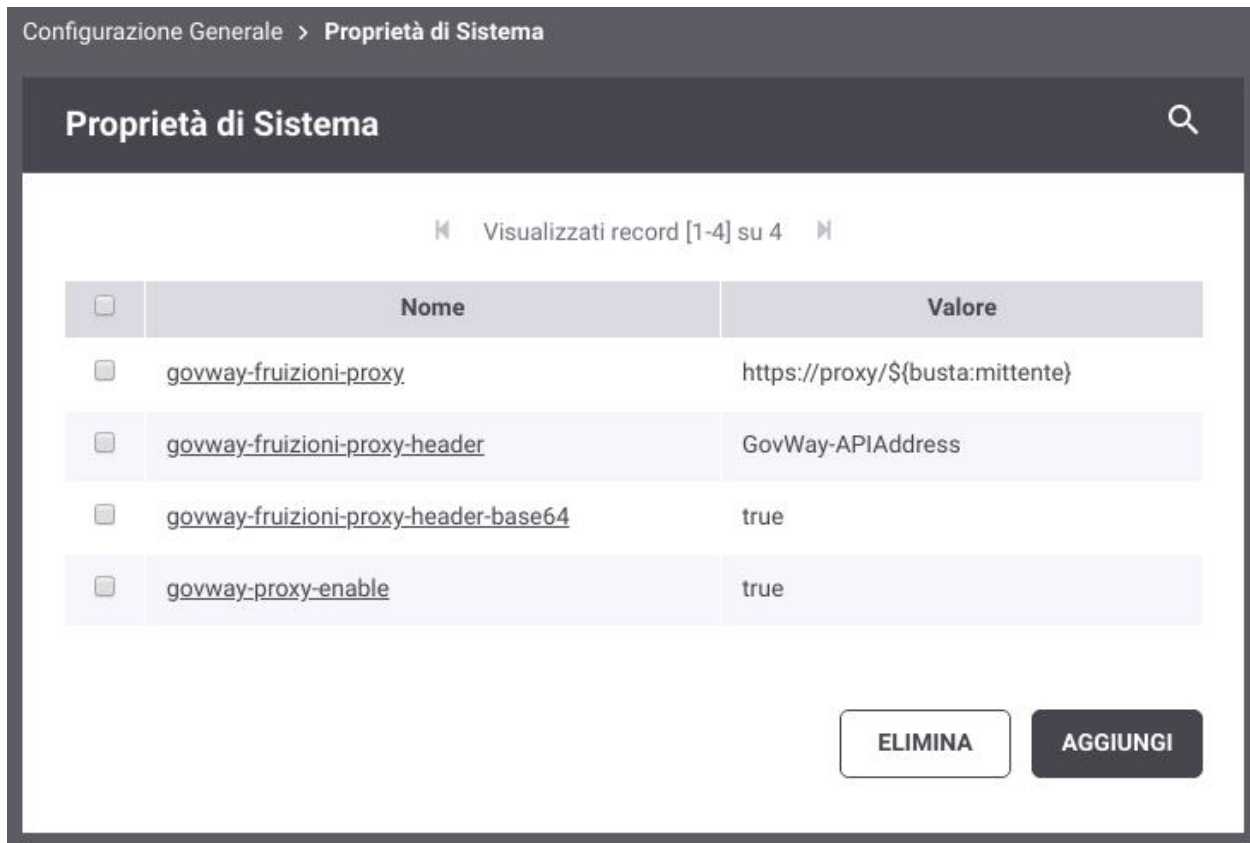 Configurazione Generale > Proprietà di Sistema
Proprietà di Sistema
Visualizzati record [1-4] su 4
Nome Valore
govway-fruizioni-proxy https://proxy/${busta:mittente}
govway-fruizioni-proxy-header GovWay-APIAddress
govway-fruizioni-proxy-header-base64 true
govway-proxy-enable true
ELIMINA AGGIUNGI